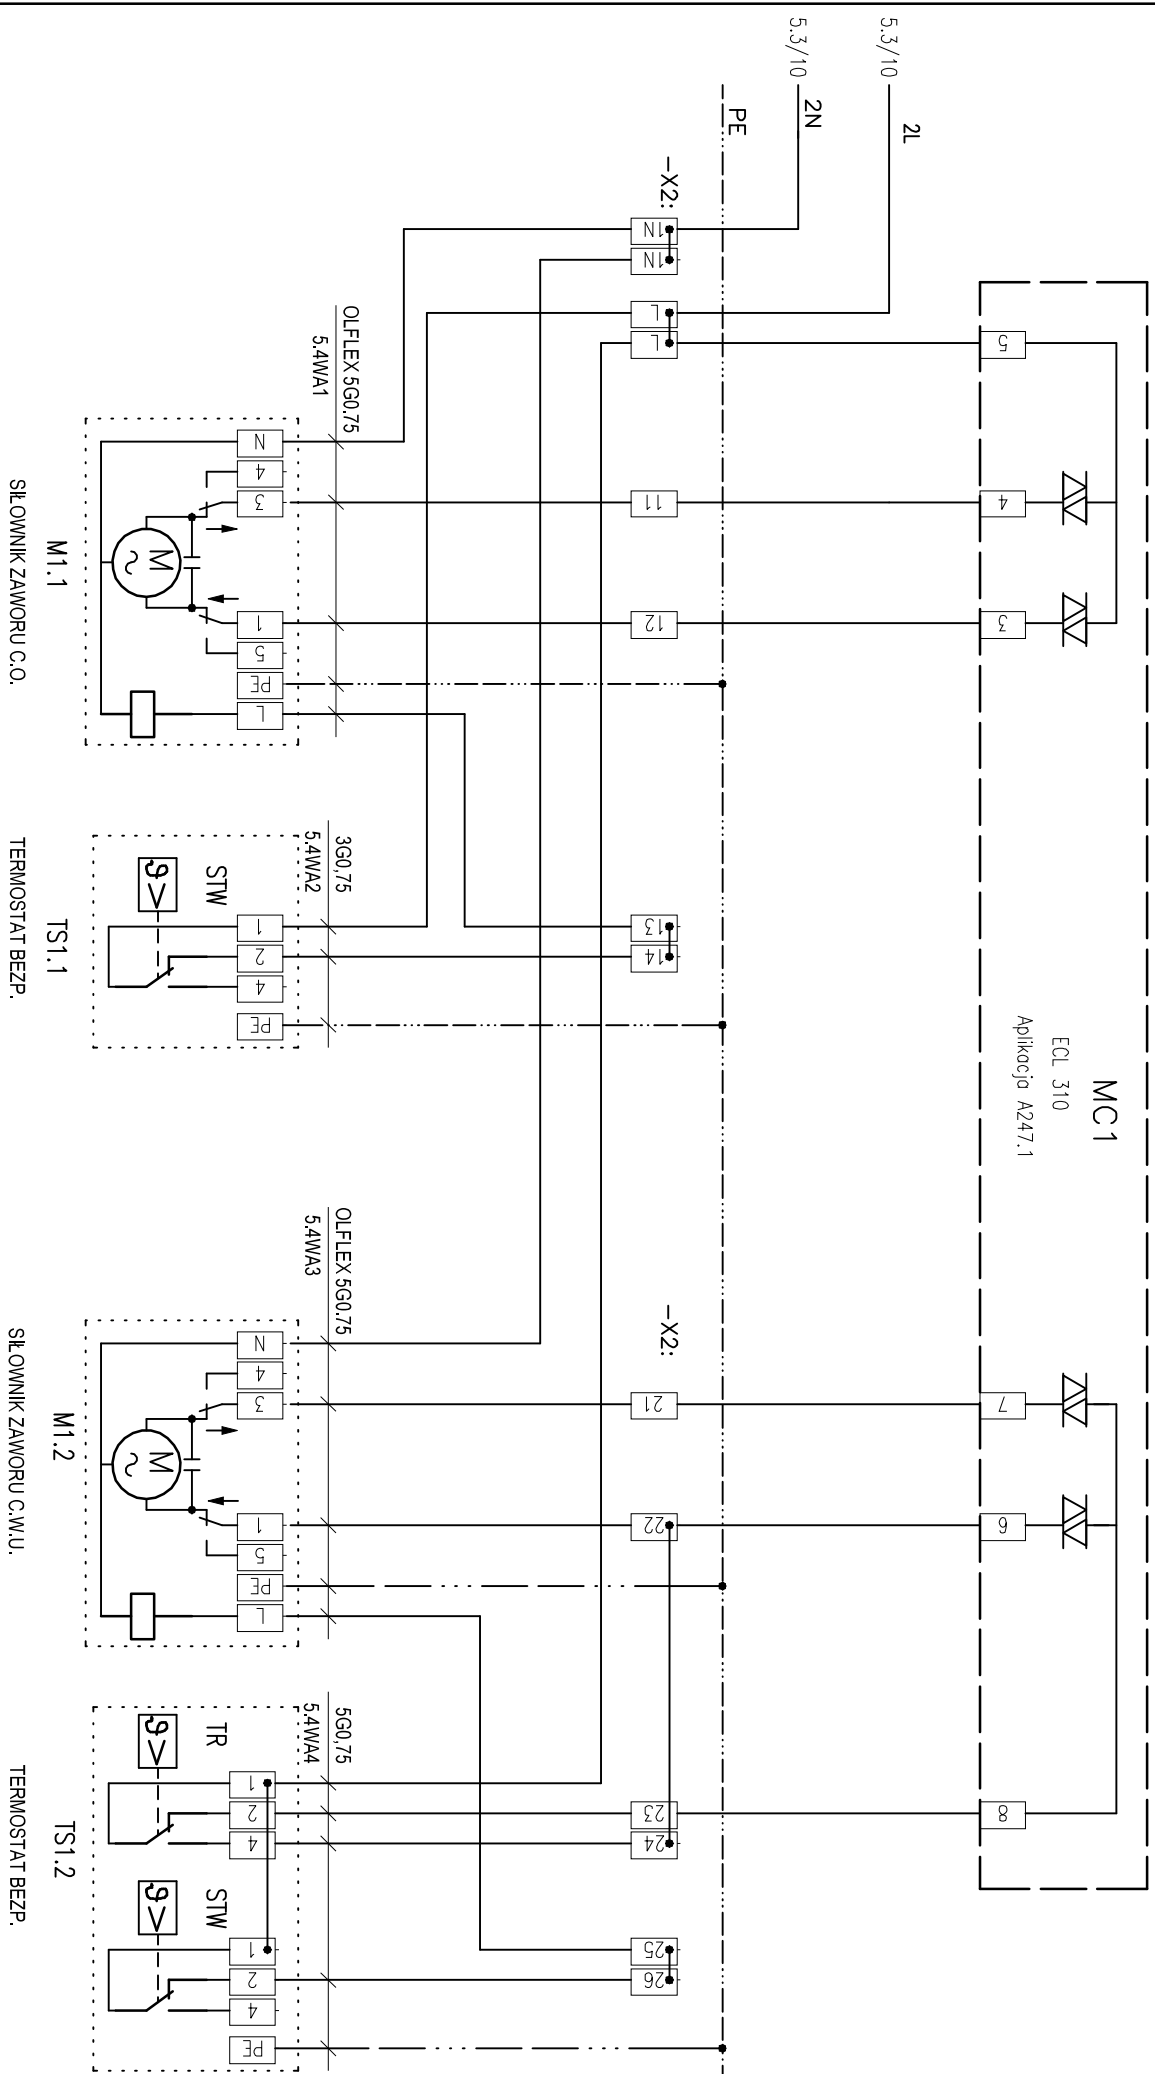 5.3/10
2L
5.3/10
2N
PE
MC1
ECL 310
Aplikacja A247.1
5
4
3
7
6
8
-X2:
1N
1N
L
L
11
12
13
14
-X2:
21
22
23
24
25
26
OLFLEX 5G0.75
5.4WA1
3G0,75
5.4WA2
OLFLEX 5G0.75
5.4WA3
5G0,75
5.4WA4
N
4
3
1
5
PE
L
M
~
M1.1
SIŁOWNIK ZAWORU C.O.
STW
ϑ >
1
2
4
PE
TS1.1
TERMOSTAT BEZP.
N
4
3
1
5
PE
L
M
~
M1.2
SIŁOWNIK ZAWORU C.W.U.
TR
ϑ >
1
2
4
STW
ϑ >
1
2
4
PE
TS1.2
TERMOSTAT BEZP.